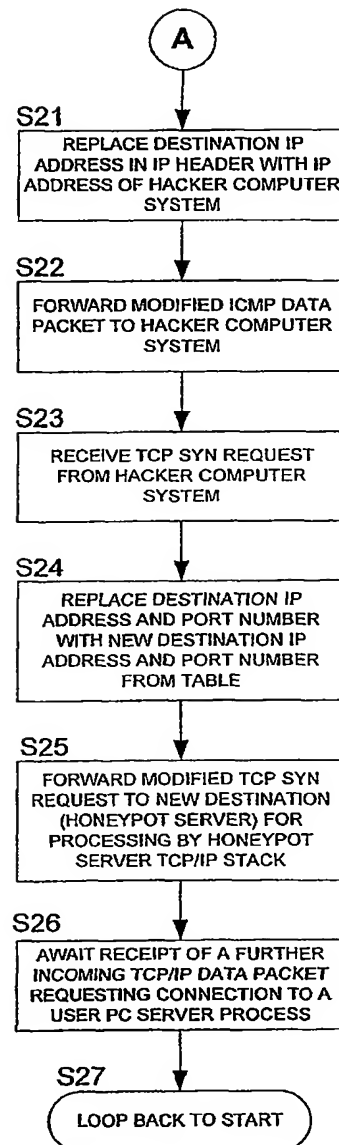 A
S21
REPLACE DESTINATION IP
ADDRESS IN IP HEADER WITH IP
ADDRESS OF HACKER COMPUTER
SYSTEM
S22
FORWARD MODIFIED ICMP DATA
PACKET TO HACKER COMPUTER
SYSTEM
S23
RECEIVE TCP SYN REQUEST
FROM HACKER COMPUTER
SYSTEM
S24
REPLACE DESTINATION IP
ADDRESS AND PORT NUMBER
WITH NEW DESTINATION IP
ADDRESS AND PORT NUMBER
FROM TABLE
S25
FORWARD MODIFIED TCP SYN
REQUEST TO NEW DESTINATION
(HONEYPOT SERVER) FOR
PROCESSING BY HONEYPOT
SERVER TCP/IP STACK
S26
AWAIT RECEIPT OF A FURTHER
INCOMING TCP/IP DATA PACKET
REQUESTING CONNECTION TO A
USER PC SERVER PROCESS
S27
LOOP BACK TO START